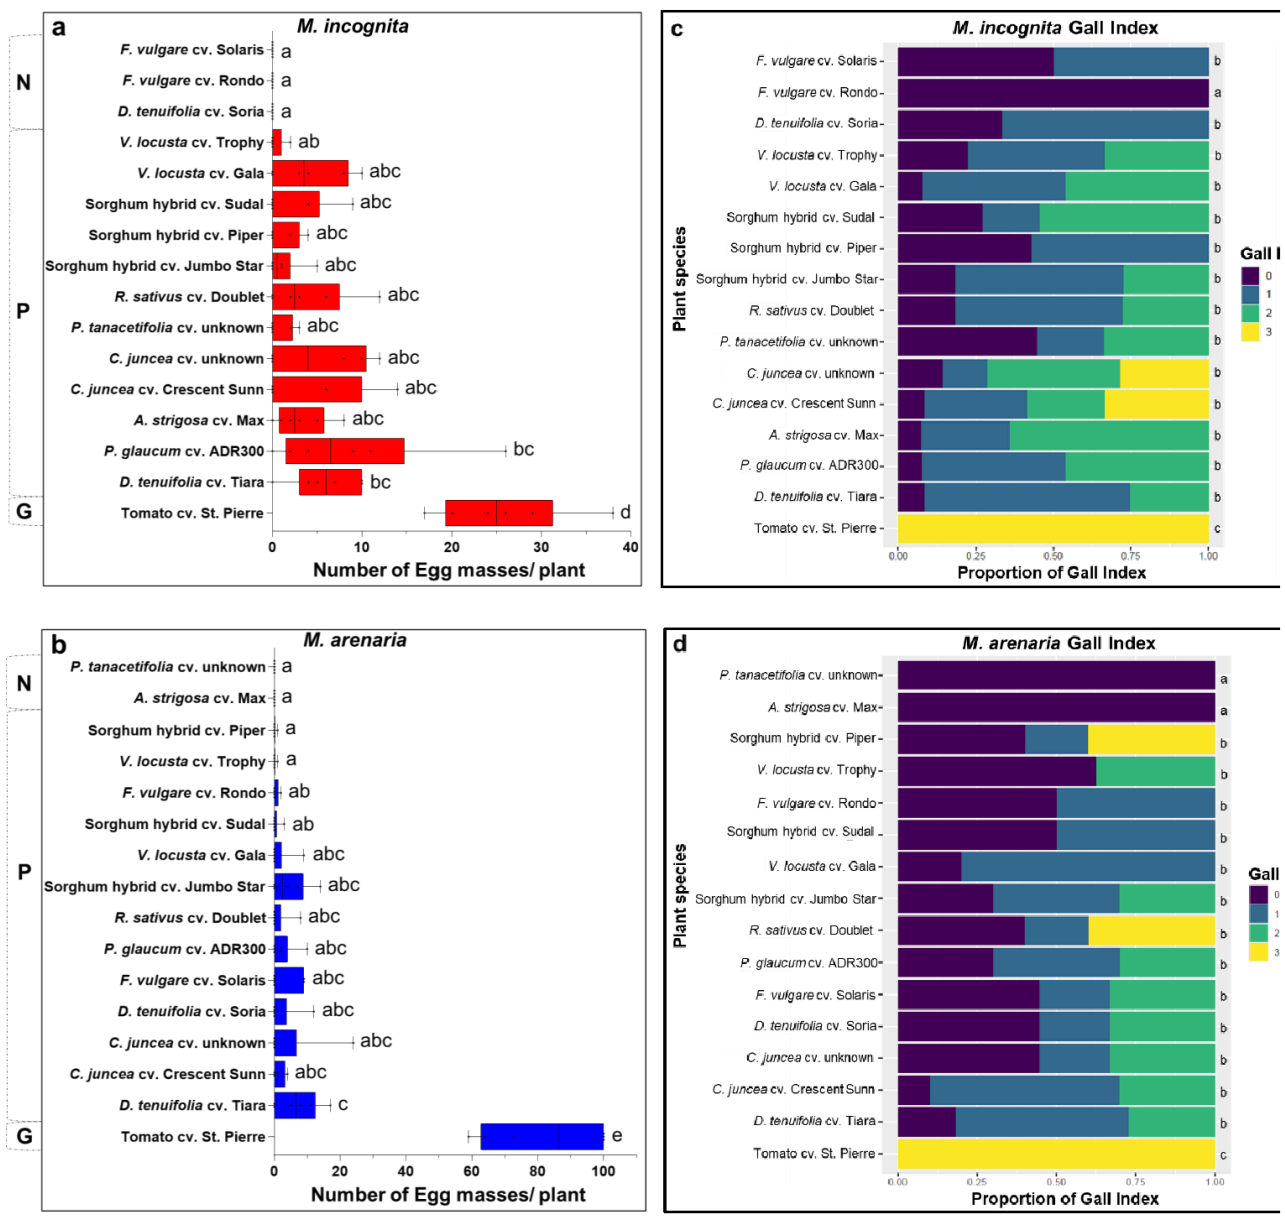 a
M. incognita
N
F. vulgare cv. Solaris a
F. vulgare cv. Rondo a
D. tenuifolia cv. Soria a
P
V. locusta cv. Trophy ab
V. locusta cv. Gala abc
Sorghum hybrid cv. Sudal abc
Sorghum hybrid cv. Piper abc
Sorghum hybrid cv. Jumbo Star abc
R. sativus cv. Doublet abc
P. tanacetifolia cv. unknown abc
C. juncea cv. unknown abc
C. juncea cv. Crescent Sunn abc
A. strigosa cv. Max abc
P. glaucum cv. ADR300 bc
D. tenuifolia cv. Tiara bc
G
Tomato cv. St. Pierre d
0 10 20 30 40
Number of Egg masses/ plant
c
M. incognita Gall Index
Plant species
F. vulgare cv. Solaris b
F. vulgare cv. Rondo a
D. tenuifolia cv. Soria b
V. locusta cv. Trophy b
V. locusta cv. Gala b
Sorghum hybrid cv. Sudal b
Sorghum hybrid cv. Piper b
Sorghum hybrid cv. Jumbo Star b
R. sativus cv. Doublet b
P. tanacetifolia cv. unknown b
C. juncea cv. unknown b
C. juncea cv. Crescent Sunn b
A. strigosa cv. Max b
P. glaucum cv. ADR300 b
D. tenuifolia cv. Tiara b
Tomato cv. St. Pierre c
0.00 0.25 0.50 0.75 1.00
Proportion of Gall Index
Gall I
0
1
2
3
b
M. arenaria
N
P. tanacetifolia cv. unknown a
A. strigosa cv. Max a
P
Sorghum hybrid cv. Piper a
V. locusta cv. Trophy a
F. vulgare cv. Rondo ab
Sorghum hybrid cv. Sudal ab
V. locusta cv. Gala abc
Sorghum hybrid cv. Jumbo Star abc
R. sativus cv. Doublet abc
P. glaucum cv. ADR300 abc
F. vulgare cv. Solaris abc
D. tenuifolia cv. Soria abc
C. juncea cv. unknown abc
C. juncea cv. Crescent Sunn abc
D. tenuifolia cv. Tiara c
G
Tomato cv. St. Pierre e
0 20 40 60 80 100
Number of Egg masses/ plant
d
M. arenaria Gall Index
Plant species
P. tanacetifolia cv. unknown a
A. strigosa cv. Max a
Sorghum hybrid cv. Piper b
V. locusta cv. Trophy b
F. vulgare cv. Rondo b
Sorghum hybrid cv. Sudal b
V. locusta cv. Gala b
Sorghum hybrid cv. Jumbo Star b
R. sativus cv. Doublet b
P. glaucum cv. ADR300 b
F. vulgare cv. Solaris b
D. tenuifolia cv. Soria b
C. juncea cv. unknown b
C. juncea cv. Crescent Sunn b
D. tenuifolia cv. Tiara b
Tomato cv. St. Pierre c
0.00 0.25 0.50 0.75 1.00
Proportion of Gall Index
Gall
0
1
2
3